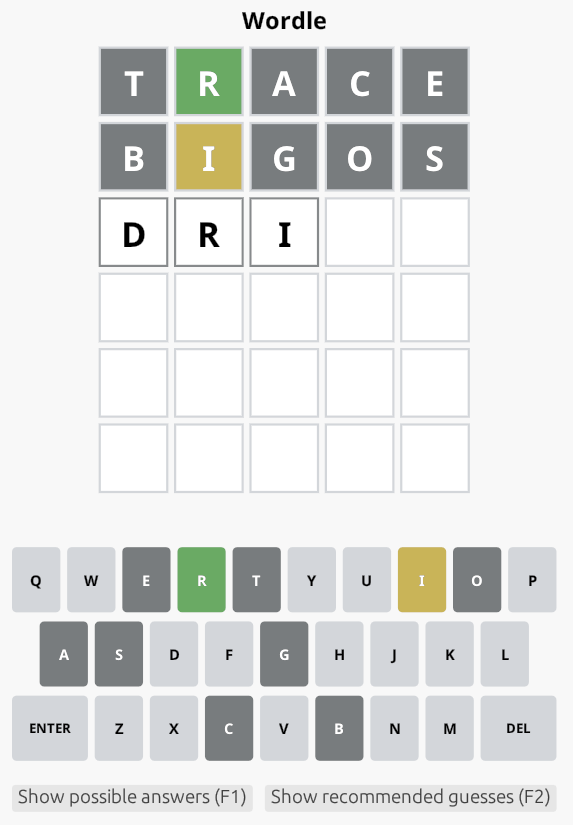 Wordle
T R A C E
B I G O S
D R I
Q W E R T Y U I O P
A S D F G H J K L
ENTER Z X C V B N M DEL
Show possible answers (F1) Show recommended guesses (F2)